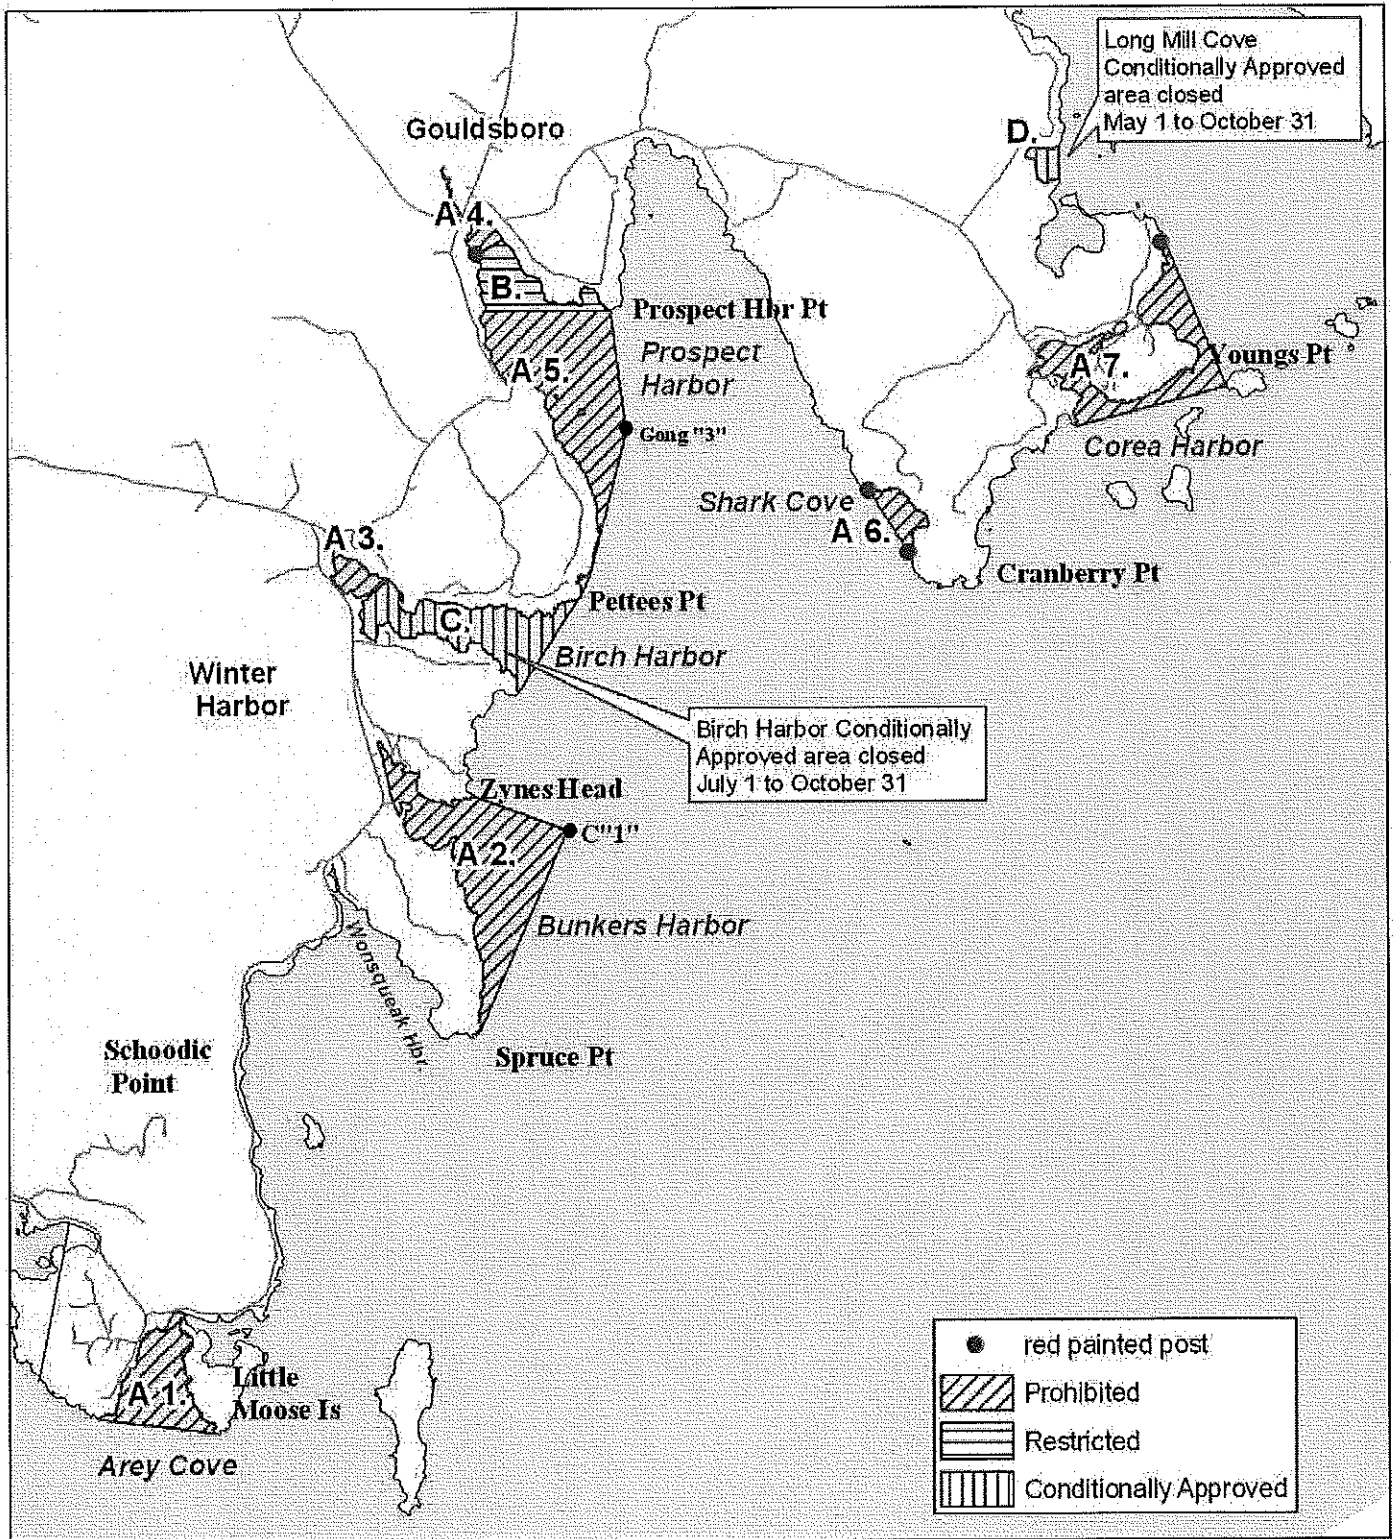 Long Mill Cove
Conditionally Approved
area closed
May 1 to October 31
Gouldsboro
D.
A 4.
B.
Prospect Hbr Pt
Prospect
Harbor
A 5.
Youngs Pt
A 7.
Gong "3"
Corea Harbor
Shark Cove
A 6.
A 3.
Cranberry Pt
Pettees Pt
C.
Birch Harbor
Winter
Harbor
Birch Harbor Conditionally
Approved area closed
July 1 to October 31
Zynes Head
C"1"
A 2.
Bunkers Harbor
Wonsqueak Hbr.
Schoodic
Point
Spruce Pt
red painted post
Little
Moose Is
A 1.
Prohibited
Restricted
Arey Cove
Conditionally Approved